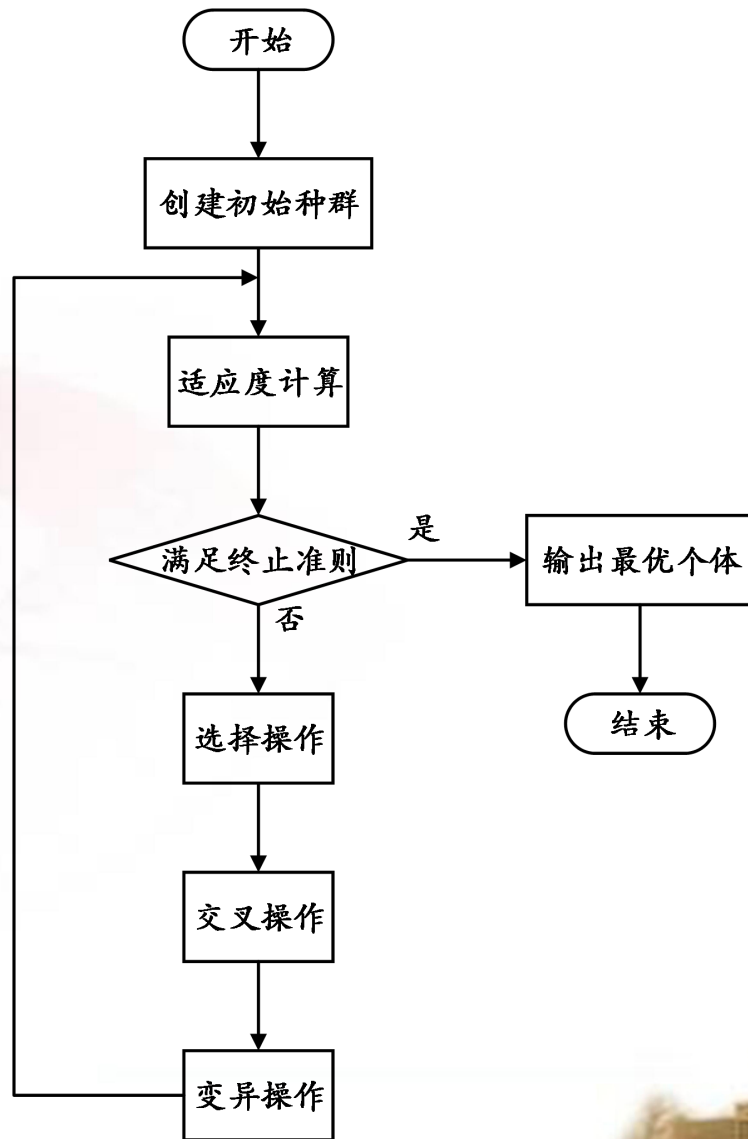 开始
创建初始种群
适应度计算
满足终止准则
是
输出最优个体
否
选择操作
结束
交叉操作
变异操作